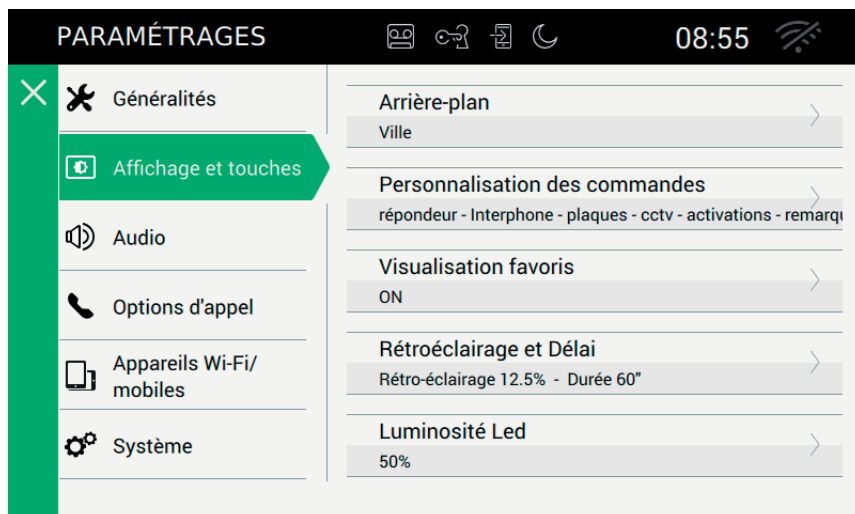 PARAMÉTRAGES
08:55
Généralités
Affichage et touches
Audio
Options d'appel
Appareils Wi-Fi/
mobiles
Système
Arrière-plan
Ville
Personnalisation des commandes
répondeur - Interphone - plaques - cctv - activations - remarqu
Visualisation favoris
ON
Rétroéclairage et Délai
Rétro-éclairage 12.5% - Durée 60"
Luminosité Led
50%